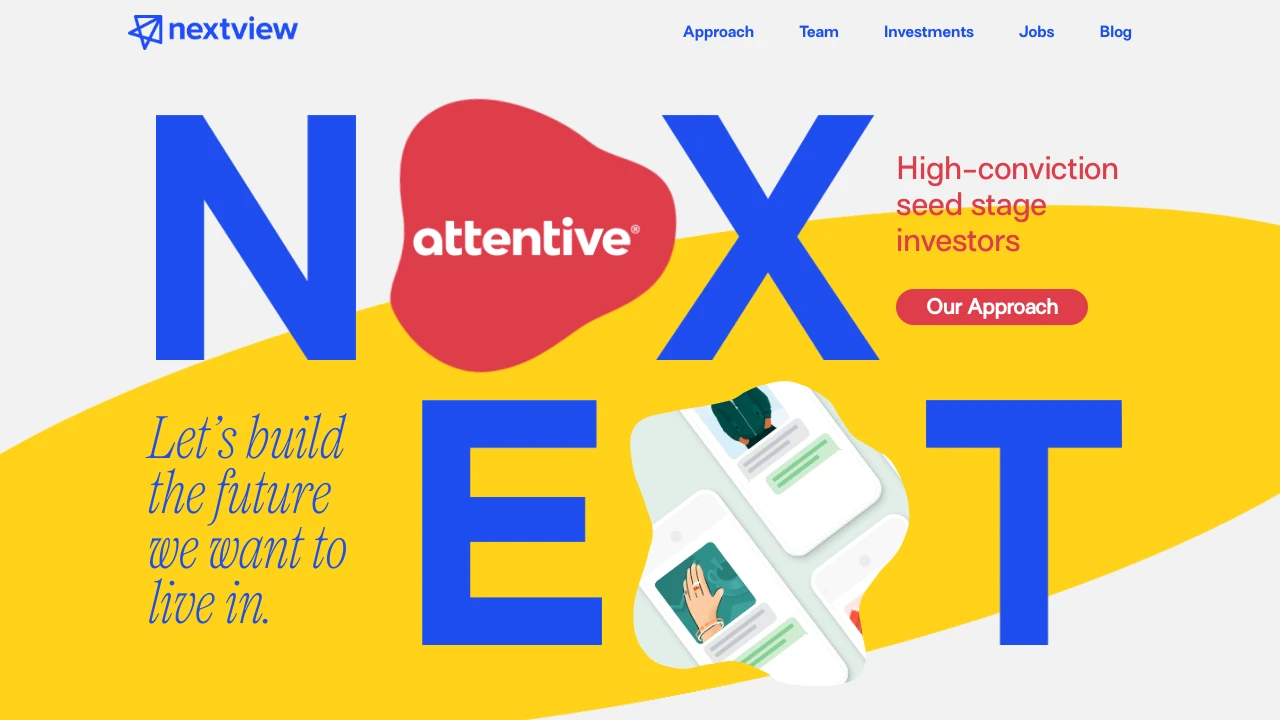 nextview
Approach
Team
Investments
Jobs
Blog
N X
attentive®
High-conviction
seed stage
investors
Our Approach
Let's build
the future
we want to
live in.
E T